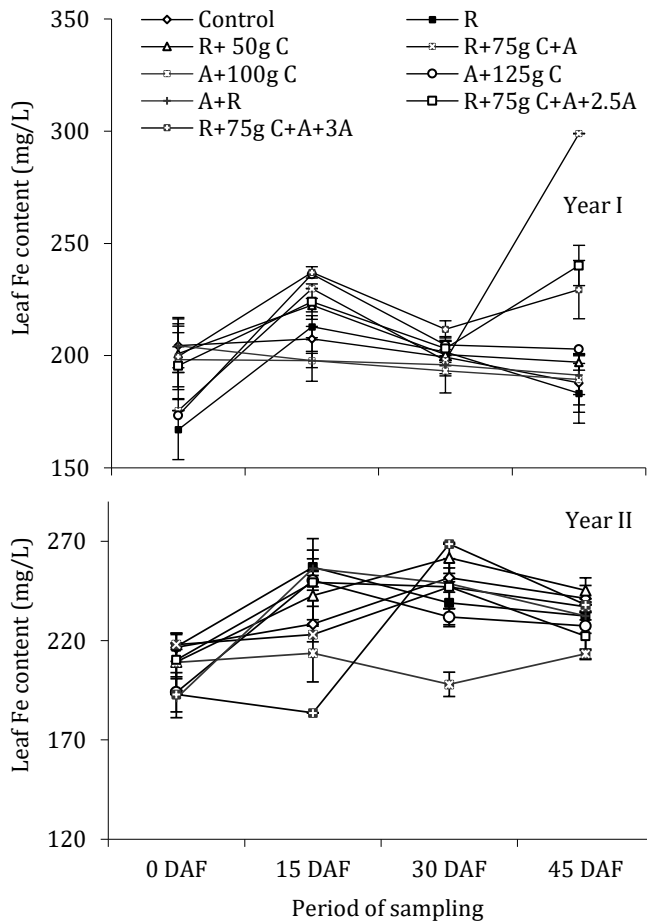 350
300
250
200
150
Leaf Fe content (mg/L)
Control
R
R+ 50g C
R+75g C+A
A+100g C
A+125g C
A+R
R+75g C+A+2.5A
R+75g C+A+3A
Year I
270
220
170
120
Leaf Fe content (mg/L)
Year II
0 DAF 15 DAF 30 DAF 45 DAF
Period of sampling